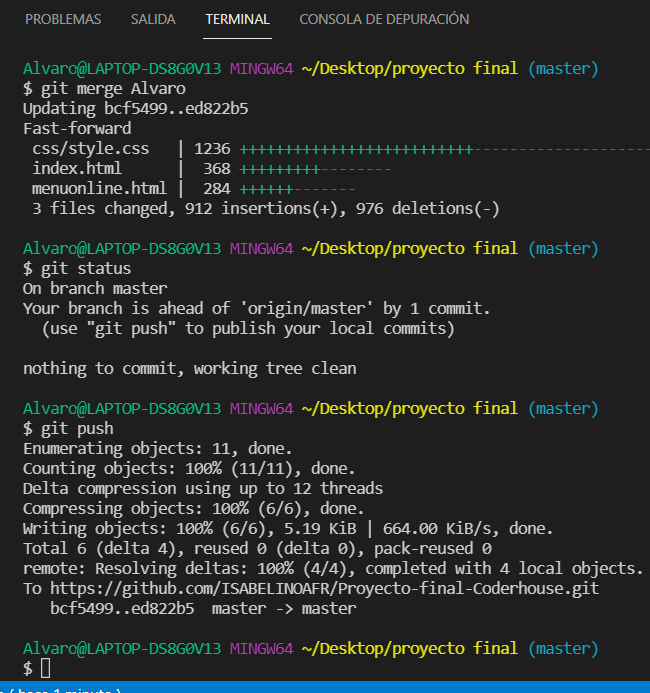 PROBLEMAS SALIDA TERMINAL CONSOLA DE DEPURACIÓN
Alvaro@LAPTOP-DS8G0V13 MINGW64 ~/Desktop/proyecto final (master)
$ git merge Alvaro
Updating bcf5499..ed822b5
Fast-forward
 css/style.css   | 1236 ++++++++++++++++++++++++++--------------------
 index.html      |  368 +++++++++--------
 menuonline.html |  284 ++++++-------
 3 files changed, 912 insertions(+), 976 deletions(-)
Alvaro@LAPTOP-DS8G0V13 MINGW64 ~/Desktop/proyecto final (master)
$ git status
On branch master
Your branch is ahead of 'origin/master' by 1 commit.
  (use "git push" to publish your local commits)
nothing to commit, working tree clean
Alvaro@LAPTOP-DS8G0V13 MINGW64 ~/Desktop/proyecto final (master)
$ git push
Enumerating objects: 11, done.
Counting objects: 100% (11/11), done.
Delta compression using up to 12 threads
Compressing objects: 100% (6/6), done.
Writing objects: 100% (6/6), 5.19 KiB | 664.00 KiB/s, done.
Total 6 (delta 4), reused 0 (delta 0), pack-reused 0
remote: Resolving deltas: 100% (4/4), completed with 4 local objects.
To https://github.com/ISABELINOAFR/Proyecto-final-Coderhouse.git
   bcf5499..ed822b5  master -> master
Alvaro@LAPTOP-DS8G0V13 MINGW64 ~/Desktop/proyecto final (master)
$